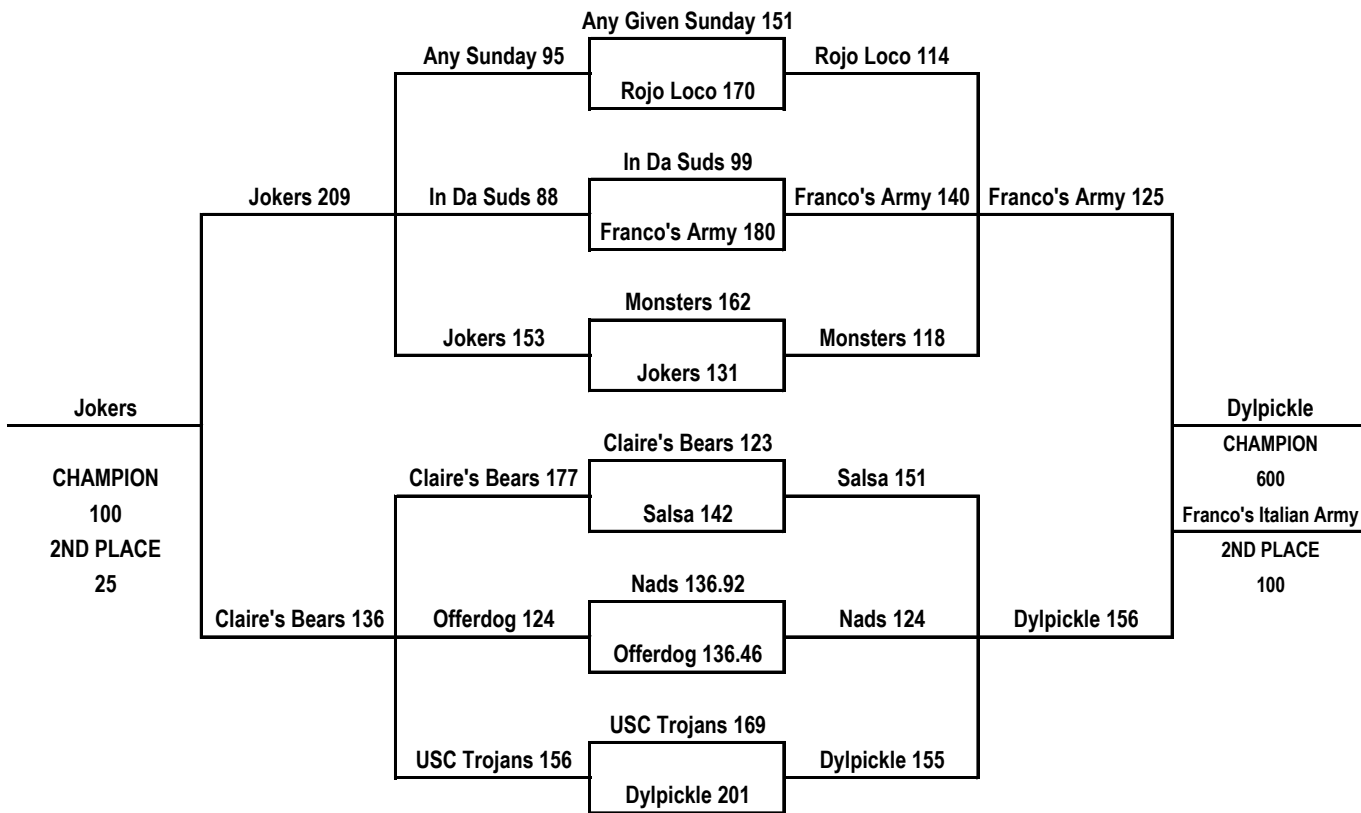 Any Given Sunday 151
Any Sunday 95
Rojo Loco 114
Rojo Loco 170
In Da Suds 99
Jokers 209
In Da Suds 88
Franco's Army 140
Franco's Army 125
Franco's Army 180
Monsters 162
Jokers 153
Monsters 118
Jokers 131
Jokers
Dylpickle
Claire's Bears 123
CHAMPION
Claire's Bears 177
Salsa 151
CHAMPION
600
100
Salsa 142
Franco's Italian Army
2ND PLACE
2ND PLACE
25
Nads 136.92
100
Claire's Bears 136
Offerdog 124
Nads 124
Dylpickle 156
Offerdog 136.46
USC Trojans 169
USC Trojans 156
Dylpickle 155
Dylpickle 201